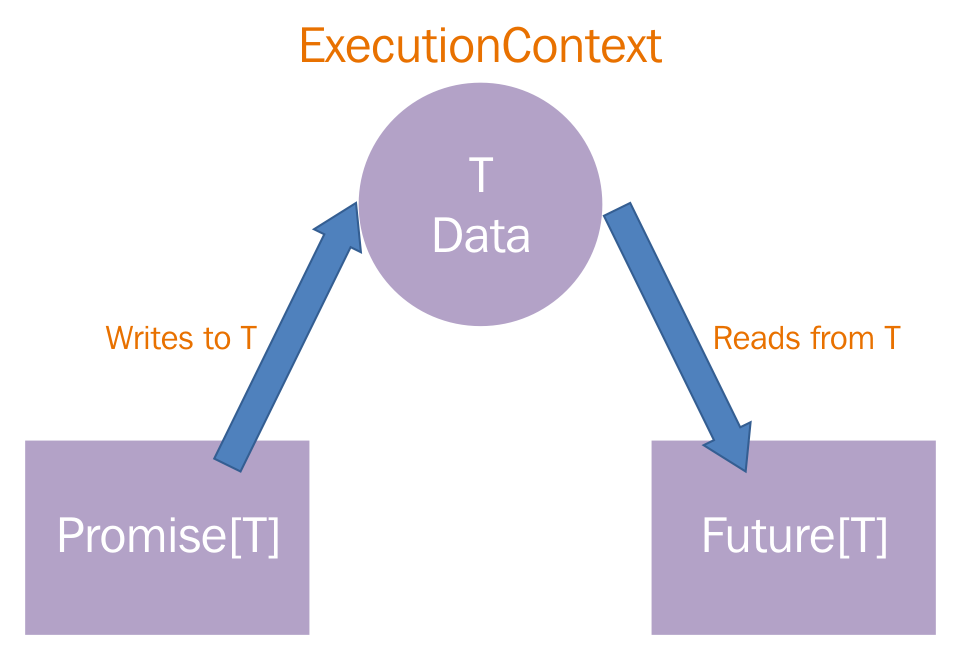 ExecutionContext
T
Data
Writes to T
Reads from T
Promise[T]
Future[T]